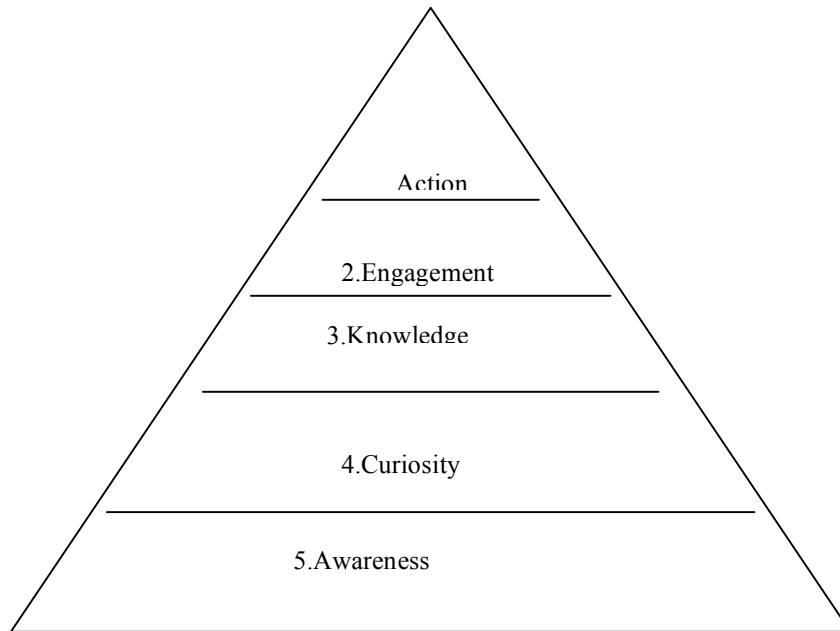 Action
2.Engagement
3.Knowledge
4.Curiosity
5.Awareness